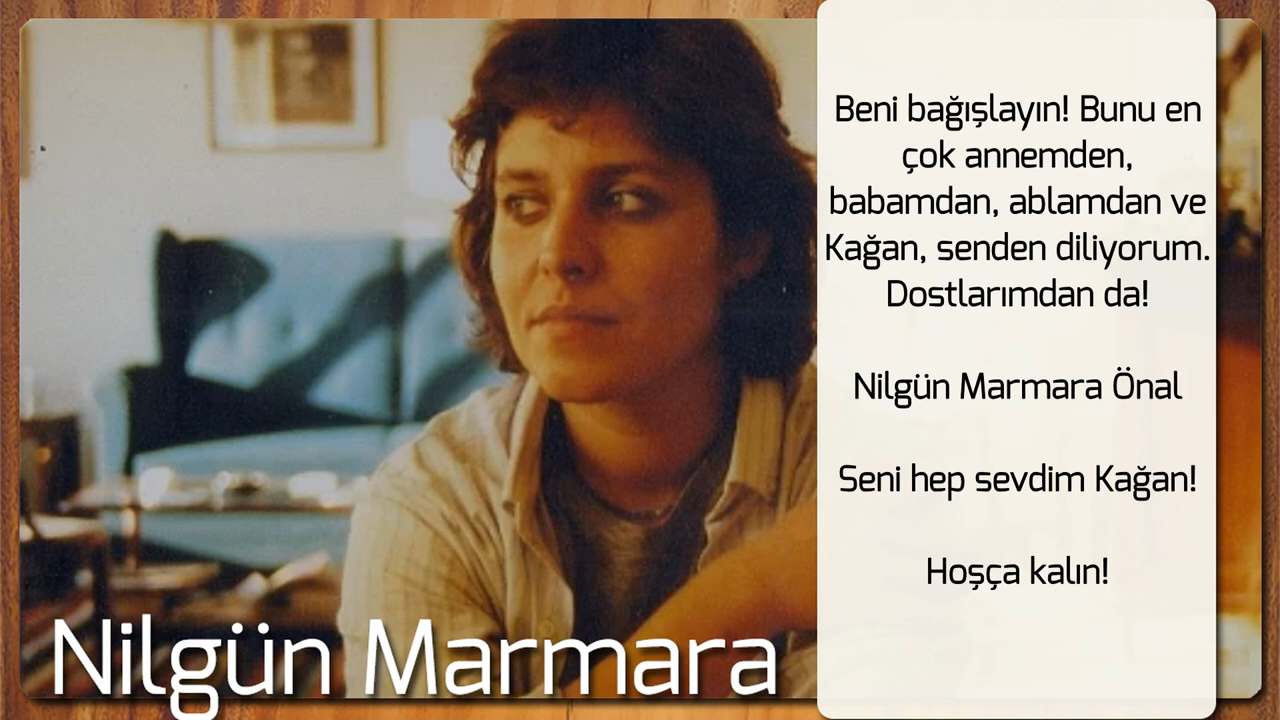 Beni bağışlayın! Bunu en
çok annemden,
babamdan, ablamdan ve
Kağan, senden diliyorum.
Dostlarımdan da!
Nilgün Marmara Önal
Seni hep sevdim Kağan!
Hoşça kalın!
Nilgün Marmara